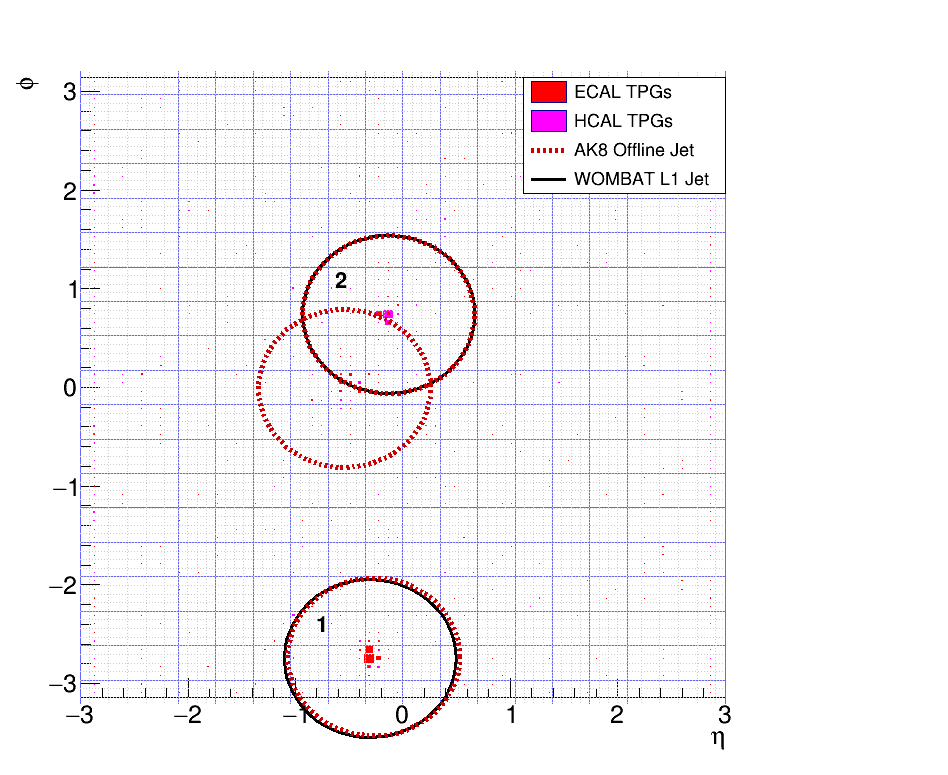 φ
3
2
1
0
−1
−2
−3
ECAL TPGs
HCAL TPGs
AK8 Offline Jet
WOMBAT L1 Jet
2
1
−3 −2 −1 0 1 2 3
η